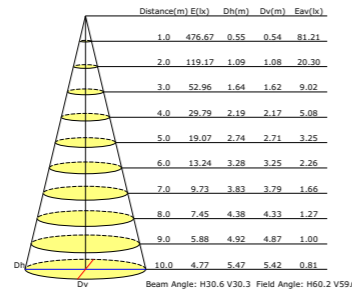 Distance(m) E(lx) Dh(m) Dv(m) Eav(lx)
1.0 476.67 0.55 0.54 81.21
2.0 119.17 1.09 1.08 20.30
3.0 52.96 1.64 1.62 9.02
4.0 29.79 2.19 2.17 5.08
5.0 19.07 2.74 2.71 3.25
6.0 13.24 3.28 3.25 2.26
7.0 9.73 3.83 3.79 1.66
8.0 7.45 4.38 4.33 1.27
9.0 5.88 4.92 4.87 1.00
Dh 10.0 4.77 5.47 5.42 0.81
Dv Beam Angle: H30.6 V30.3 Field Angle: H60.2 V59.